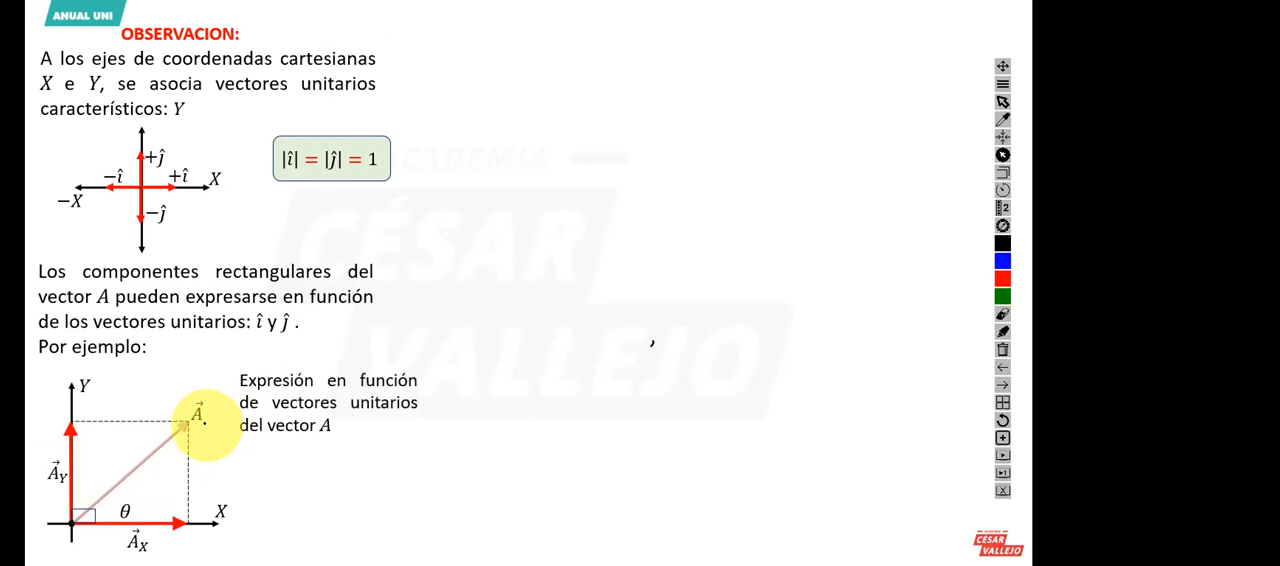 ANUAL UNI
OBSERVACION:
A los ejes de coordenadas cartesianas
X e Y, se asocia vectores unitarios
característicos: Y
+ĵ
|î| = |ĵ| = 1
−î
+î
X
−X
−ĵ
ACADEMIA
CÉSAR
VALLEJO
Los componentes rectangulares del
vector A pueden expresarse en función
de los vectores unitarios: î y ĵ .
Por ejemplo:
,
Y
Expresión en función
de vectores unitarios
del vector A
A⃗
A⃗Y
θ
X
A⃗X
ACADEMIA
CÉSAR
VALLEJO